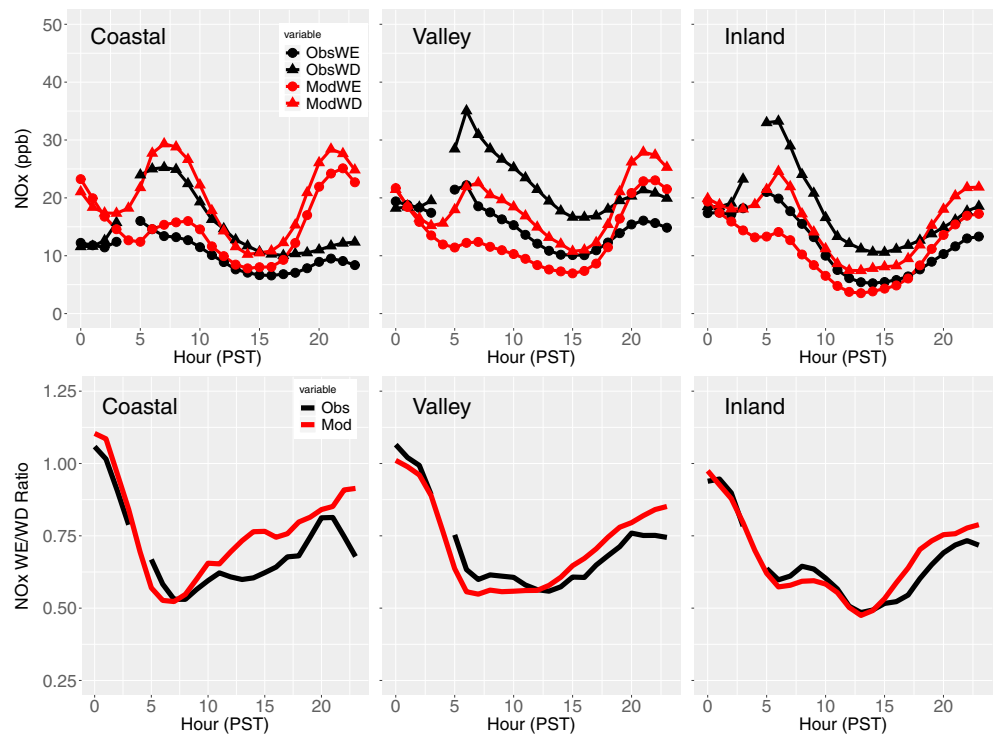 Coastal
Valley
Inland
variable
ObsWE
ObsWD
ModWE
ModWD
NOx (ppb)
50
40
30
20
10
0
0 5 10 15 20
0 5 10 15 20
0 5 10 15 20
Hour (PST)
Hour (PST)
Hour (PST)
Coastal
Valley
Inland
variable
Obs
Mod
NOx WE/WD Ratio
1.25
1.00
0.75
0.50
0.25
0 5 10 15 20
0 5 10 15 20
0 5 10 15 20
Hour (PST)
Hour (PST)
Hour (PST)